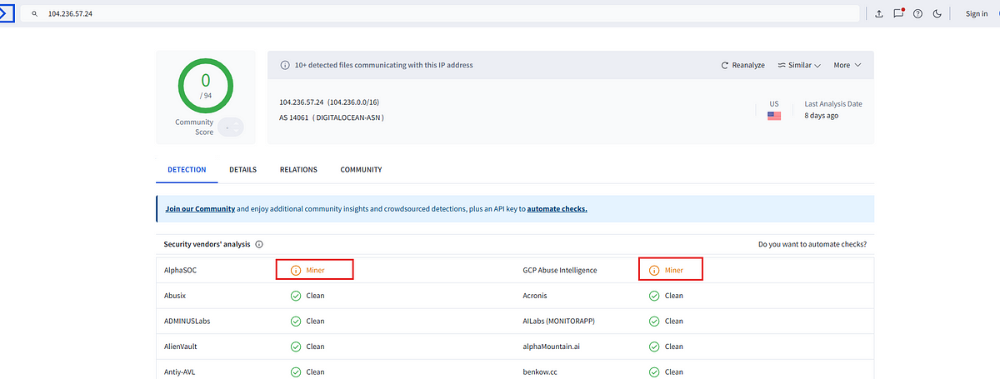 104.236.57.24
Sign in
0
/ 94
Community
Score
10+ detected files communicating with this IP address
Reanalyze
Similar
More
104.236.57.24 (104.236.0.0/16)
AS 14061 ( DIGITALOCEAN-ASN )
US
Last Analysis Date
8 days ago
DETECTION DETAILS RELATIONS COMMUNITY
Join our Community and enjoy additional community insights and crowdsourced detections, plus an API key to automate checks.
Security vendors' analysis
Do you want to automate checks?
AlphaSOC Miner GCP Abuse Intelligence Miner
Abusix Clean Acronis Clean
ADMINUSLabs Clean AILabs (MONITORAPP) Clean
AlienVault Clean alphaMountain.ai Clean
Antiy-AVL Clean benkow.cc Clean